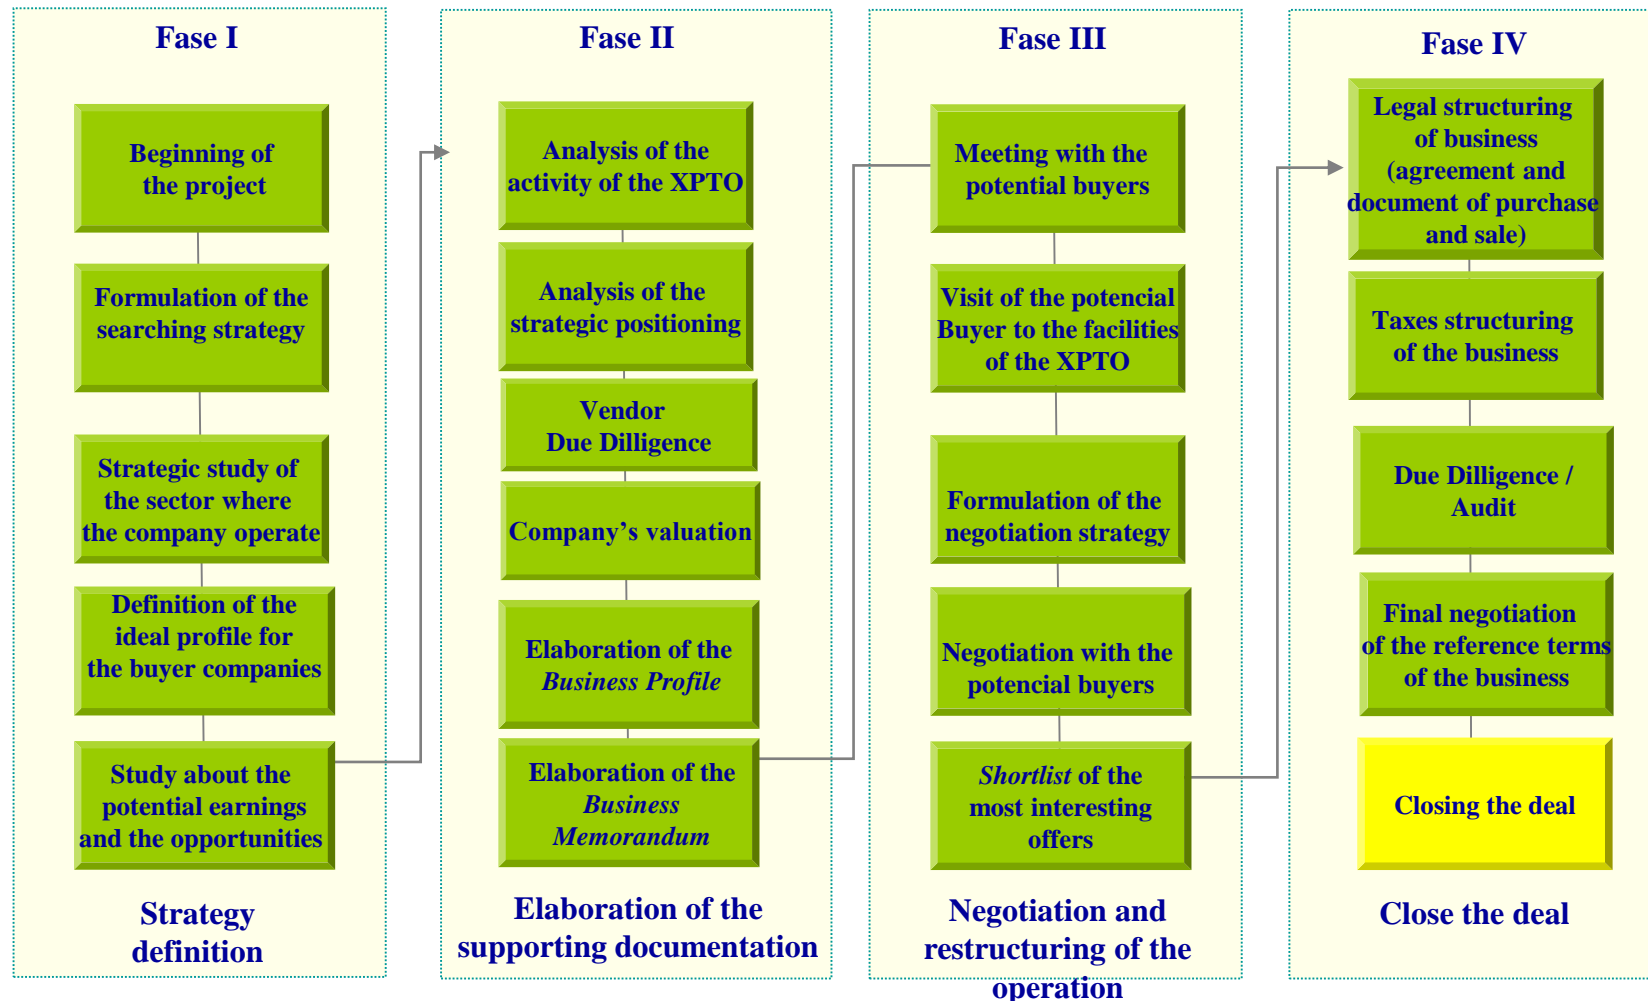 Fase I
Beginning of
the project
Formulation of the
searching strategy
Strategic study of
the sector where
the company operate
Definition of the
ideal profile for
the buyer companies
Study about the
potential earnings
and the opportunities
Strategy
definition
Fase II
Analysis of the
activity of the XPTO
Analysis of the
strategic positioning
Vendor
Due Dilligence
Company’s valuation
Elaboration of the
Business Profile
Elaboration of the
Business
Memorandum
Elaboration of the
supporting documentation
Fase III
Meeting with the
potential buyers
Visit of the potencial
Buyer to the facilities
of the XPTO
Formulation of the
negotiation strategy
Negotiation with the
potencial buyers
Shortlist of the
most interesting
offers
Negotiation and
restructuring of the
operation
Fase IV
Legal structuring
of business
(agreement and
document of purchase
and sale)
Taxes structuring
of the business
Due Dilligence /
Audit
Final negotiation
of the reference terms
of the business
Closing the deal
Close the deal